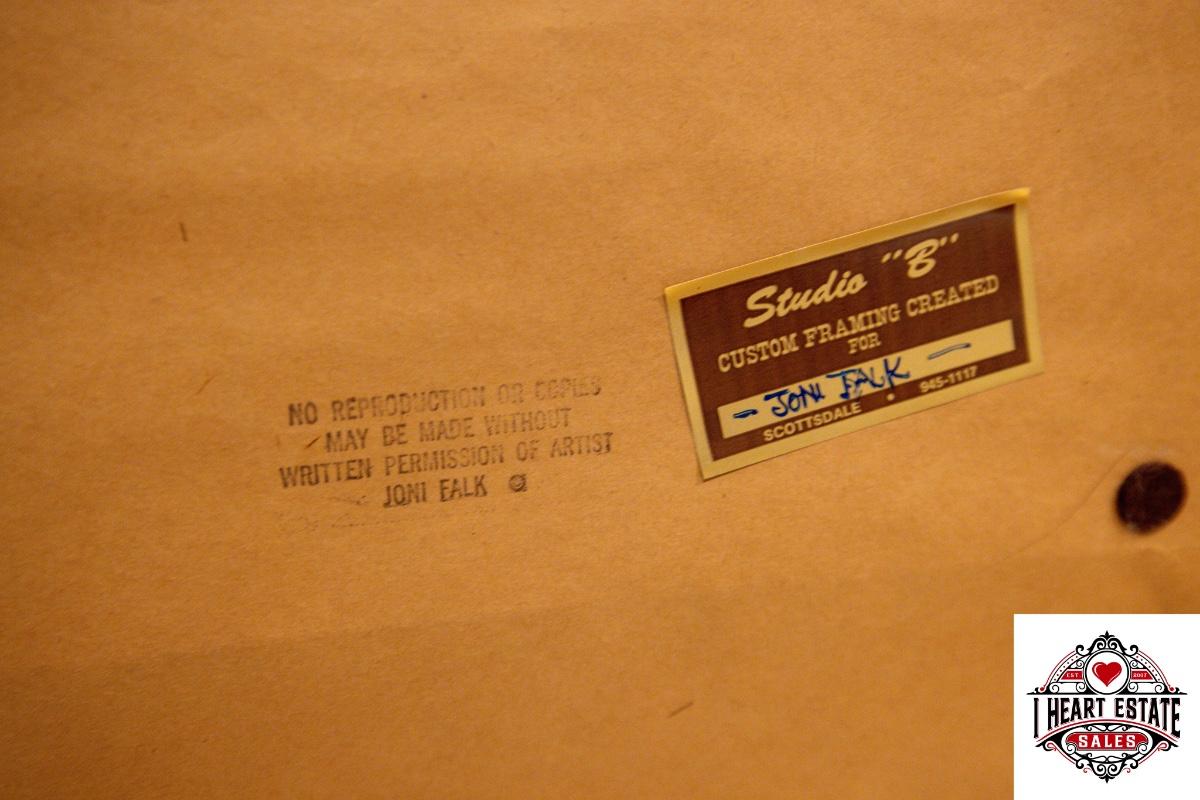 NO REPRODUCTION OR COPIES
MAY BE MADE WITHOUT
WRITTEN PERMISSION OF ARTIST
JONI FALK ©
Studio "B"
CUSTOM FRAMING CREATED
FOR
- JONI FALK -
SCOTTSDALE • 945-1117
EST 2007
I HEART ESTATE
SALES